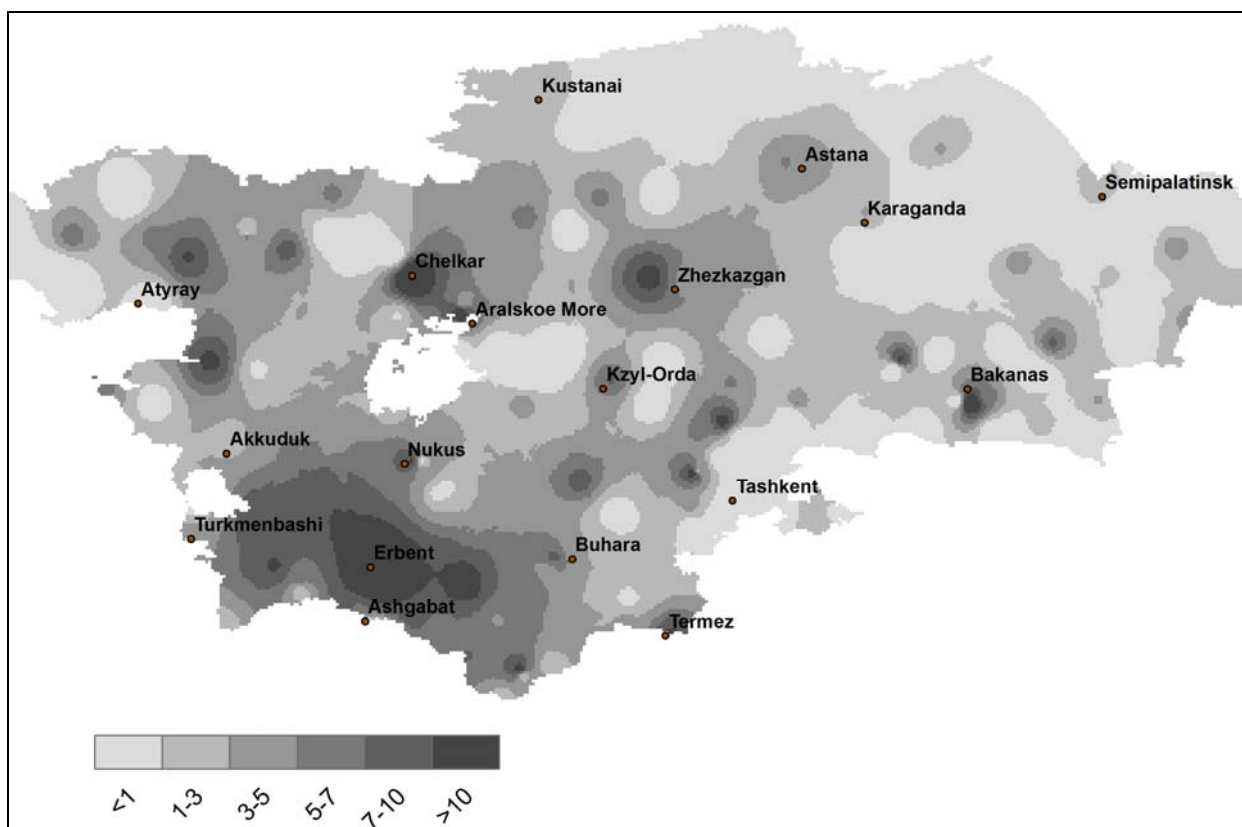 Kustanai
Astana
Semipalatinsk
Karaganda
Chelkar
Zhezkazgan
Atyray
Aralskoe More
Kzyl-Orda
Bakanas
Akkuduk
Nukus
Tashkent
Turkmenbashi
Buhara
Erbent
Ashgabat
Termez
<1
1-3
3-5
5-7
7-10
>10